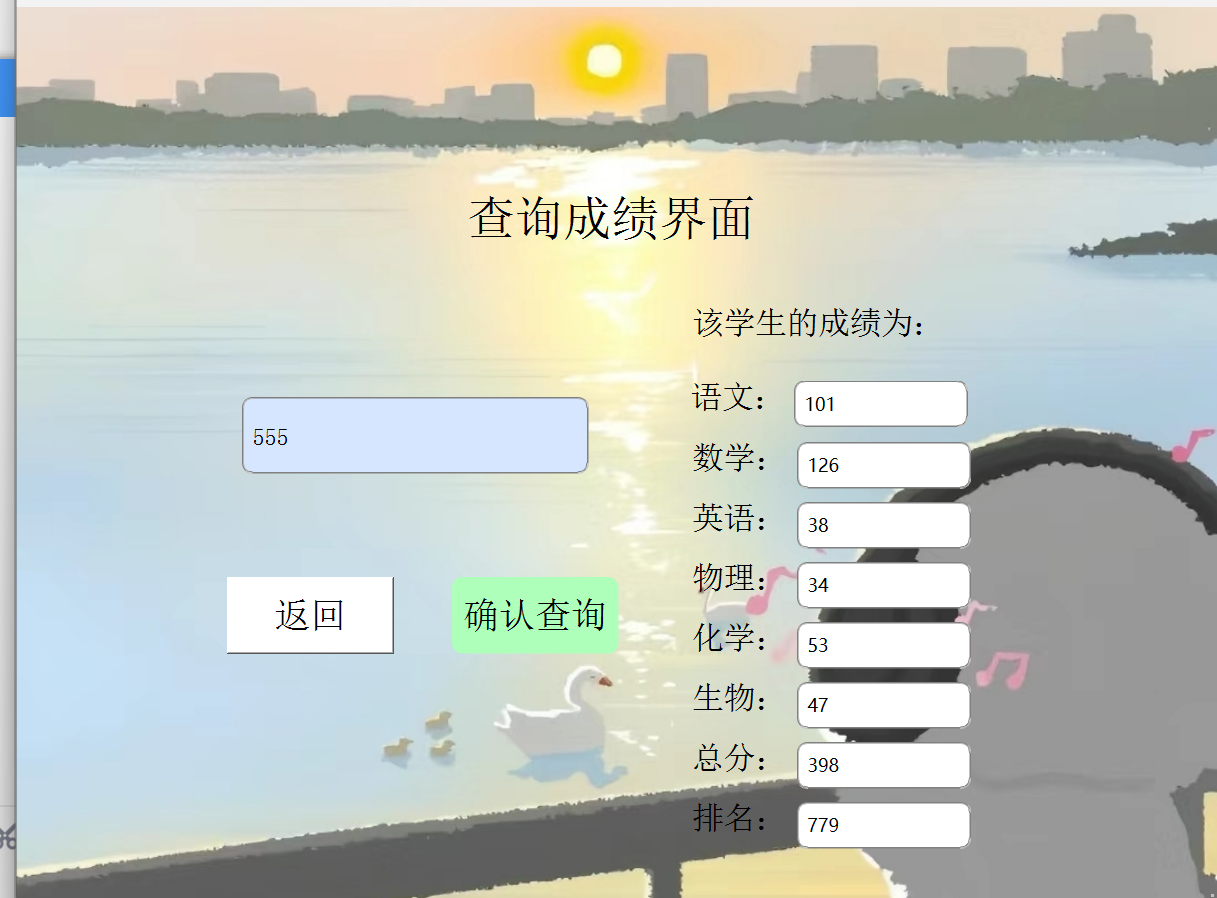 查询成绩界面
555
返回
确认查询
该学生的成绩为：
语文： 101
数学： 126
英语： 38
物理： 34
化学： 53
生物： 47
总分： 398
排名： 779